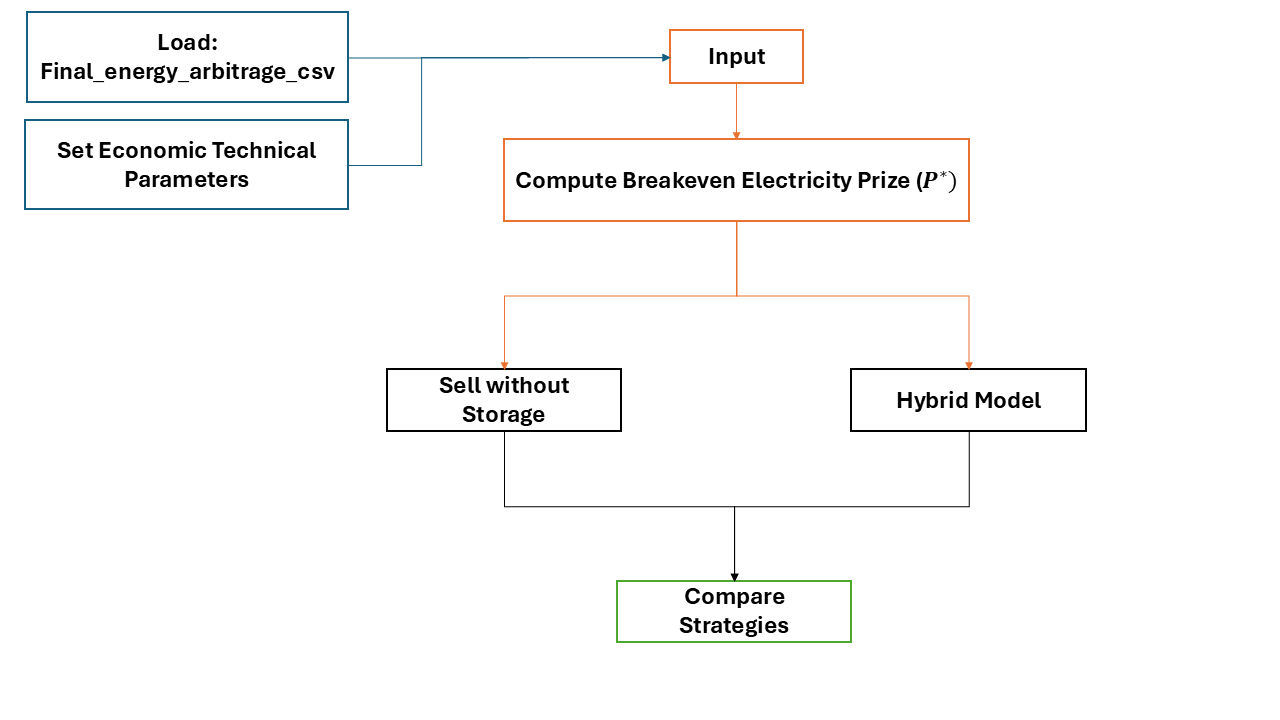 Load:
Final_energy_arbitrage_csv
Input
Set Economic Technical
Parameters
Compute Breakeven Electricity Prize (𝑷*)
Sell without
Storage
Hybrid Model
Compare
Strategies